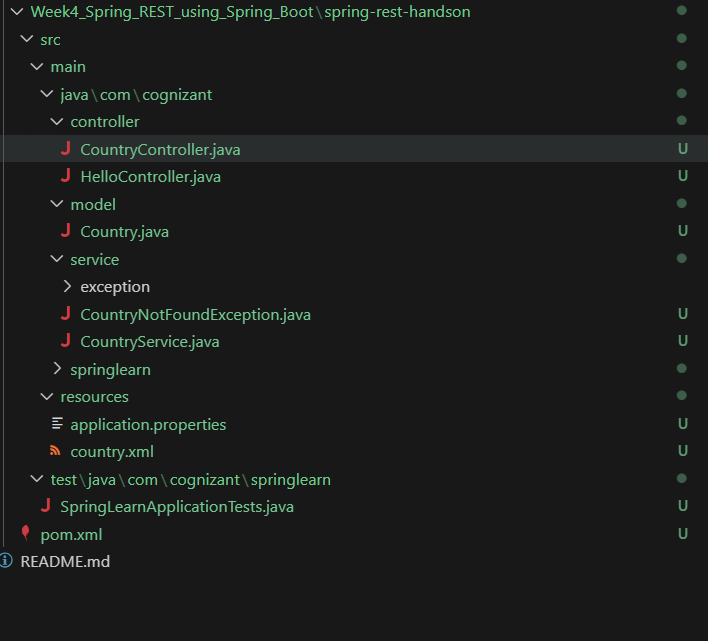 Week4_Spring_REST_using_Spring_Boot\spring-rest-handson
src
main
java\com\cognizant
controller
CountryController.java U
HelloController.java U
model
Country.java U
service
exception
CountryNotFoundException.java U
CountryService.java U
springlearn
resources
application.properties U
country.xml U
test\java\com\cognizant\springlearn
SpringLearnApplicationTests.java U
pom.xml U
README.md